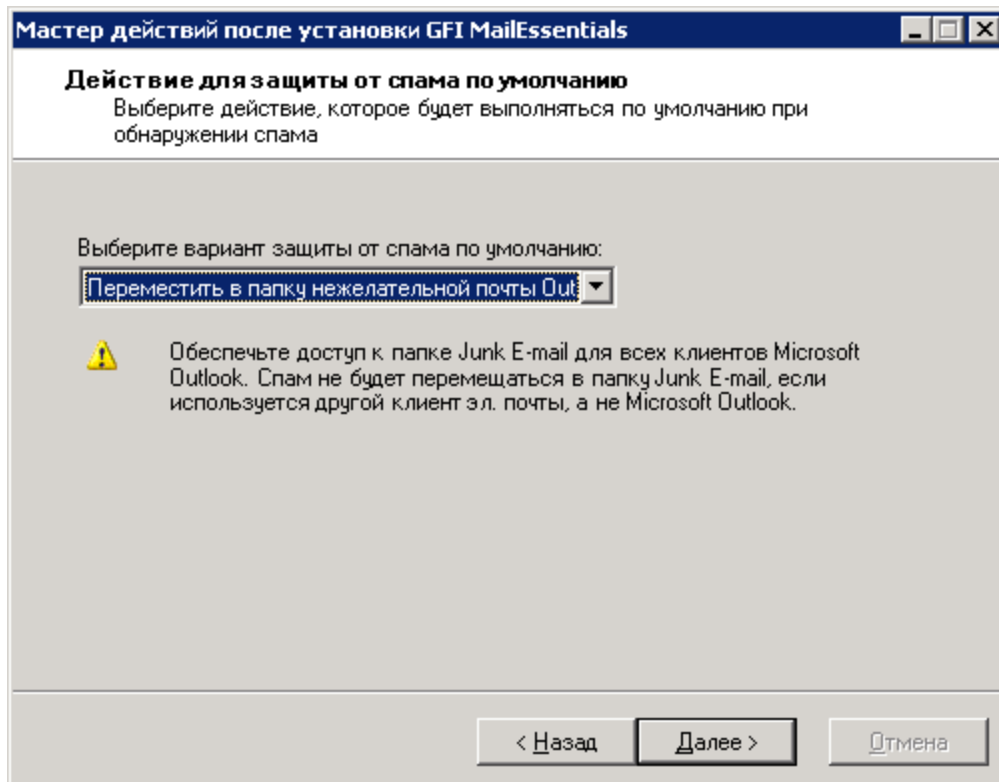 Мастер действий после установки GFI MailEssentials
Действие для защиты от спама по умолчанию
Выберите действие, которое будет выполняться по умолчанию при
обнаружении спама
Выберите вариант защиты от спама по умолчанию:
Переместить в папку нежелательной почты Out
Обеспечьте доступ к папке Junk E-mail для всех клиентов Microsoft
Outlook. Спам не будет перемещаться в папку Junk E-mail, если
используется другой клиент эл. почты, а не Microsoft Outlook.
< Назад
Далее >
Отмена